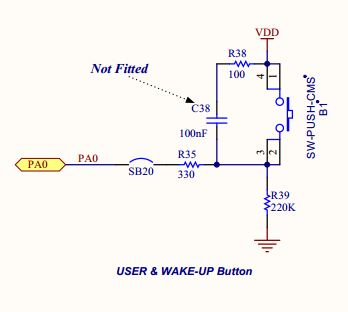 VDD
R38
100
Not Fitted
4
1
C38
100nF
SW-PUSH-CMS
B1
3
2
PA0
PA0
SB20
R35
330
R39
220K
USER & WAKE-UP Button